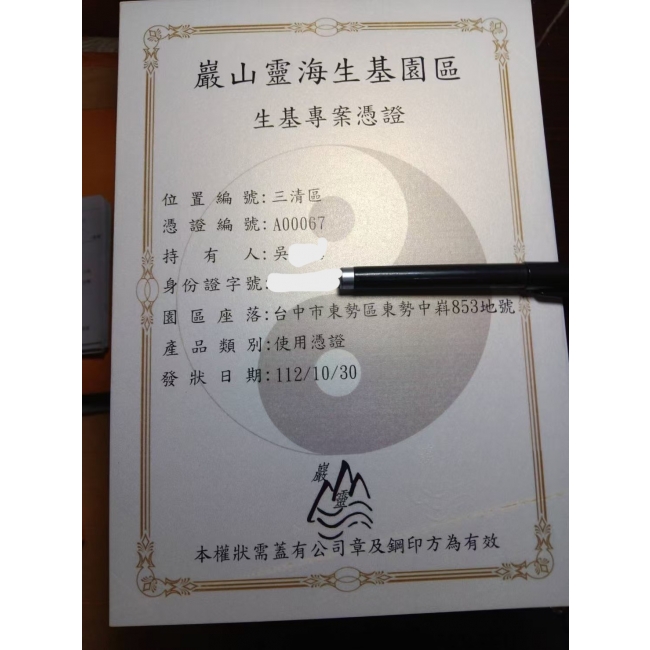 巖山靈海生基園區
生基專案憑證
位置編號:三清區
憑證編號:A00067
持有人:吳
身份證字號:
園區座落:台中市東勢區東勢中嵙853地號
產品類別:使用憑證
發狀日期:112/10/30
巖
靈
本權狀需蓋有公司章及鋼印方為有效